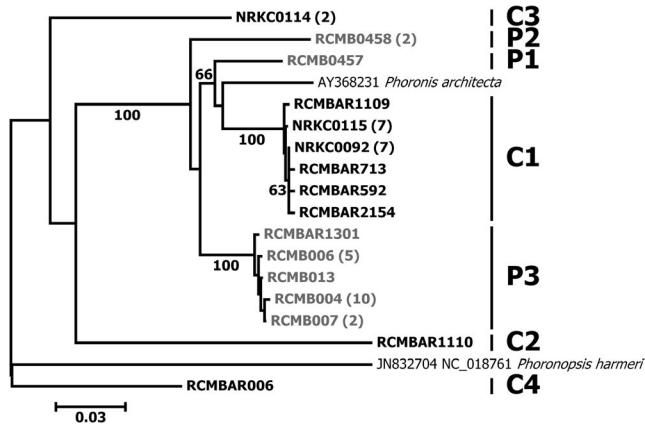 NRKC0114 (2) C3
RCMB0458 (2) P2
RCMB0457 P1
66
AY368231 Phoronis architecta
100
RCMBAR1109
NRKC0115 (7)
100
NRKC0092 (7) C1
RCMBAR713
63 RCMBAR592
RCMBAR2154
RCMBAR1301
RCMB006 (5)
100
RCMB013 P3
RCMB004 (10)
RCMB007 (2)
RCMBAR1110 C2
JN832704 NC_018761 Phoronopsis harmeri
RCMBAR006 C4
0.03